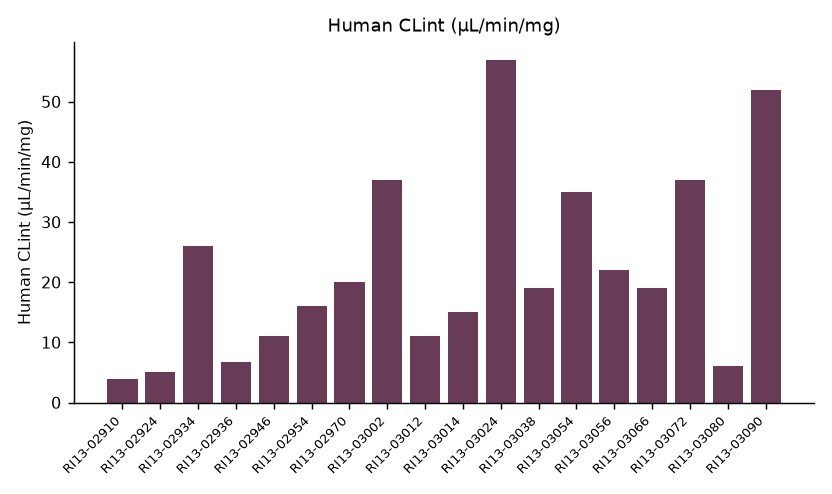 Human CLint (µL/min/mg)
Human CLint (µL/min/mg)
50
40
30
20
10
0
RI13-02910
RI13-02924
RI13-02934
RI13-02936
RI13-02946
RI13-02954
RI13-02970
RI13-03002
RI13-03012
RI13-03014
RI13-03024
RI13-03038
RI13-03054
RI13-03056
RI13-03066
RI13-03072
RI13-03080
RI13-03090